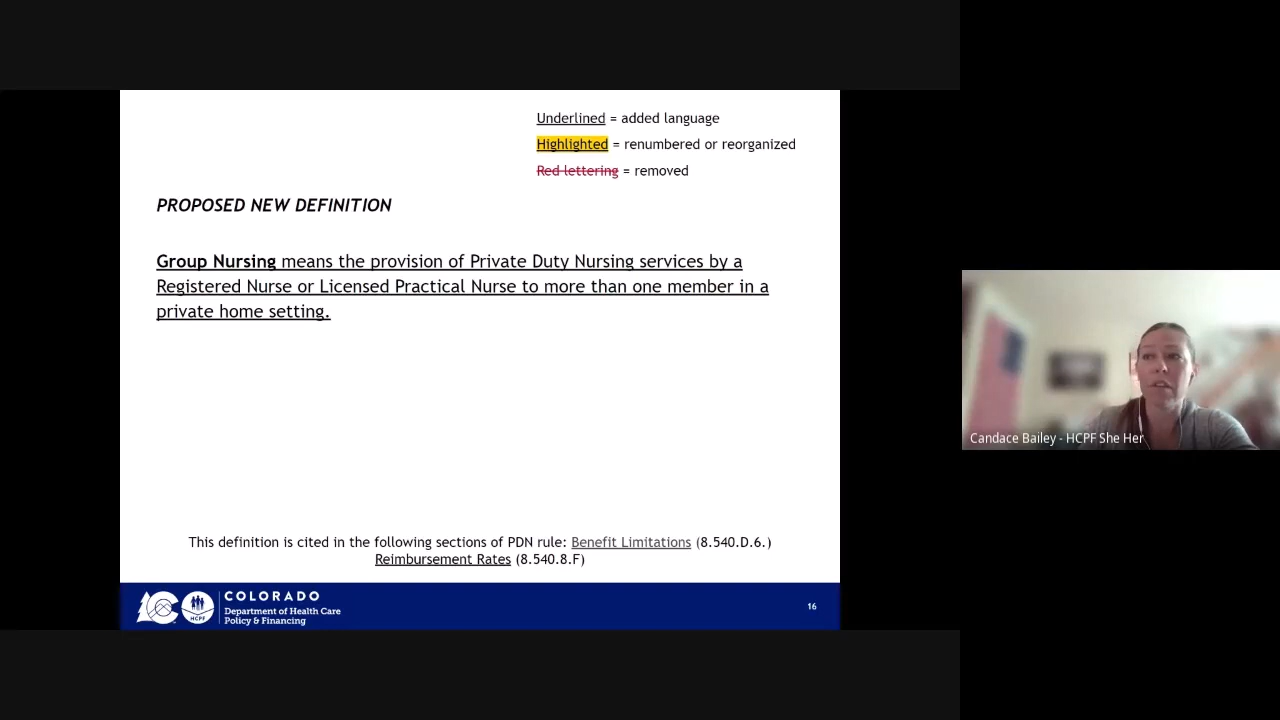 Underlined = added language
Highlighted = renumbered or reorganized
Red lettering = removed
PROPOSED NEW DEFINITION
Group Nursing means the provision of Private Duty Nursing services by a
Registered Nurse or Licensed Practical Nurse to more than one member in a
private home setting.
This definition is cited in the following sections of PDN rule: Benefit Limitations (8.540.D.6.)
Reimbursement Rates (8.540.8.F)
HCPF
COLORADO
Department of Health Care
Policy & Financing
16
Candace Bailey - HCPF She Her